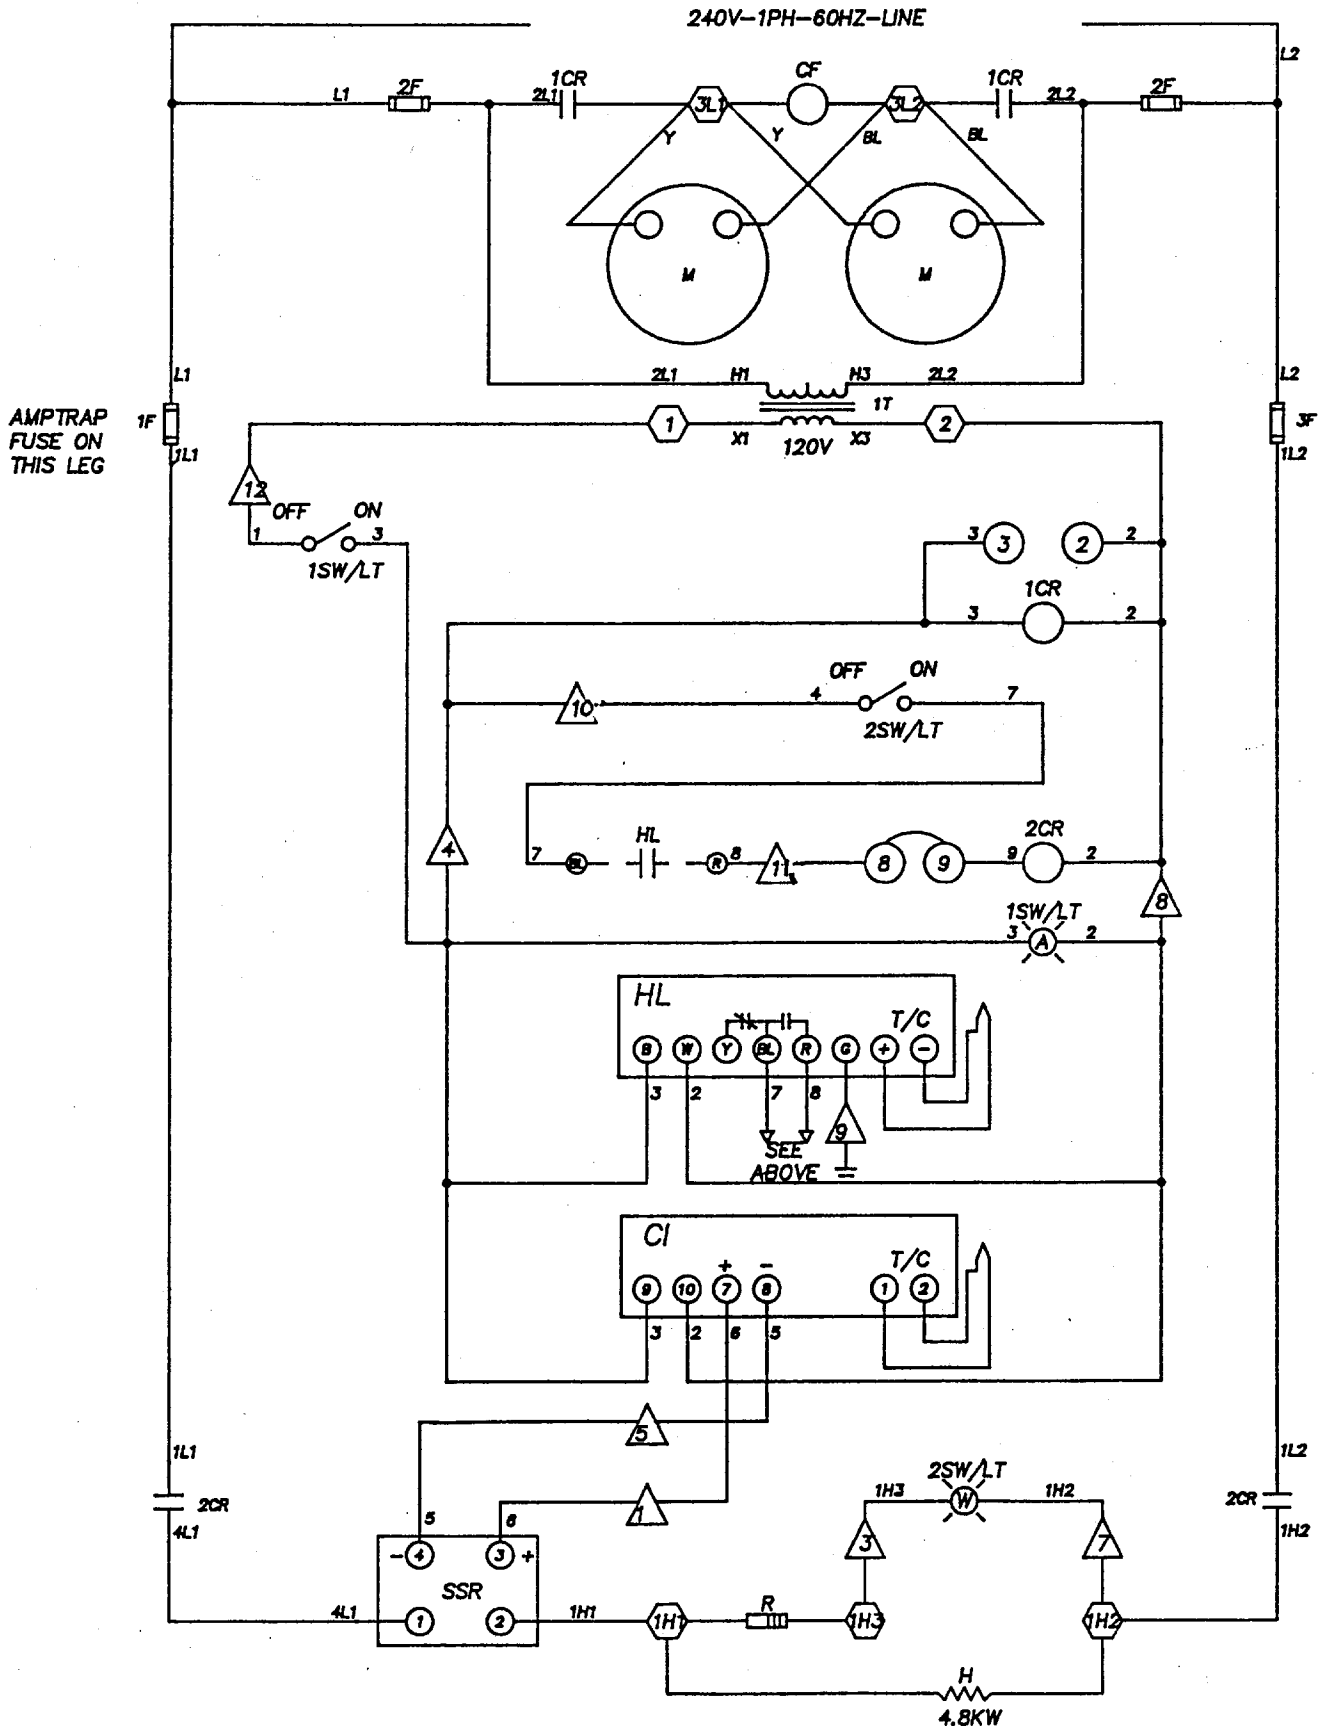 240V-1PH-60HZ-LINE
L2
L1 2F 2L1 1CR 3L1 CF 3L2 1CR 2L2 2F
Y Y BL BL
M M
L1 2L1 H1 H3 2L2 L2
1T
AMPTRAP
FUSE ON
THIS LEG
1F 1 2 3F
1L1 X1 120V X3 1L2
12
OFF ON
1 3
1SW/LT
3 3 2 2
1CR
3 2
OFF ON
10 4 7
2SW/LT
HL 2CR
4 7 BL R 8 11 8 9 9 2
8
1SW/LT
3 A 2
HL
T/C
B W Y BL R G + -
3 2 7 8
9
SEE
ABOVE
CI
+ - T/C
9 10 7 8 1 2
3 2 6 5
5
1L1 1L2
2SW/LT
2CR 1 1H3 W 1H2 2CR
4L1 5 6 1H2
3 7
- 4 3 +
SSR
R
4L1 1 2 1H1 1H1 1H3 1H2
H
4.8KW